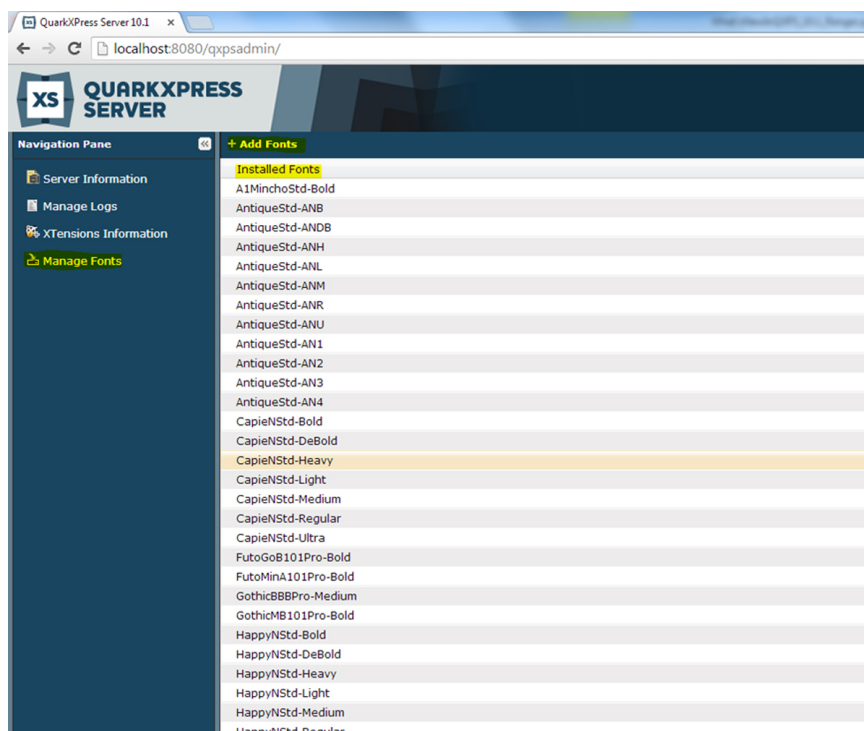 QuarkXPress Server 10.1
localhost:8080/qxpsadmin/
XS QUARKXPRESS
SERVER
Navigation Pane
Server Information
Manage Logs
XTensions Information
Manage Fonts
+ Add Fonts
Installed Fonts
A1MinchoStd-Bold
AntiqueStd-ANB
AntiqueStd-ANDB
AntiqueStd-ANH
AntiqueStd-ANL
AntiqueStd-ANM
AntiqueStd-ANR
AntiqueStd-ANU
AntiqueStd-AN1
AntiqueStd-AN2
AntiqueStd-AN3
AntiqueStd-AN4
CapieNStd-Bold
CapieNStd-DeBold
CapieNStd-Heavy
CapieNStd-Light
CapieNStd-Medium
CapieNStd-Regular
CapieNStd-Ultra
FutoGoB101Pro-Bold
FutoMinA101Pro-Bold
GothicBBBPro-Medium
GothicMB101Pro-Bold
HappyNStd-Bold
HappyNStd-DeBold
HappyNStd-Heavy
HappyNStd-Light
HappyNStd-Medium
HappyNStd-Regular